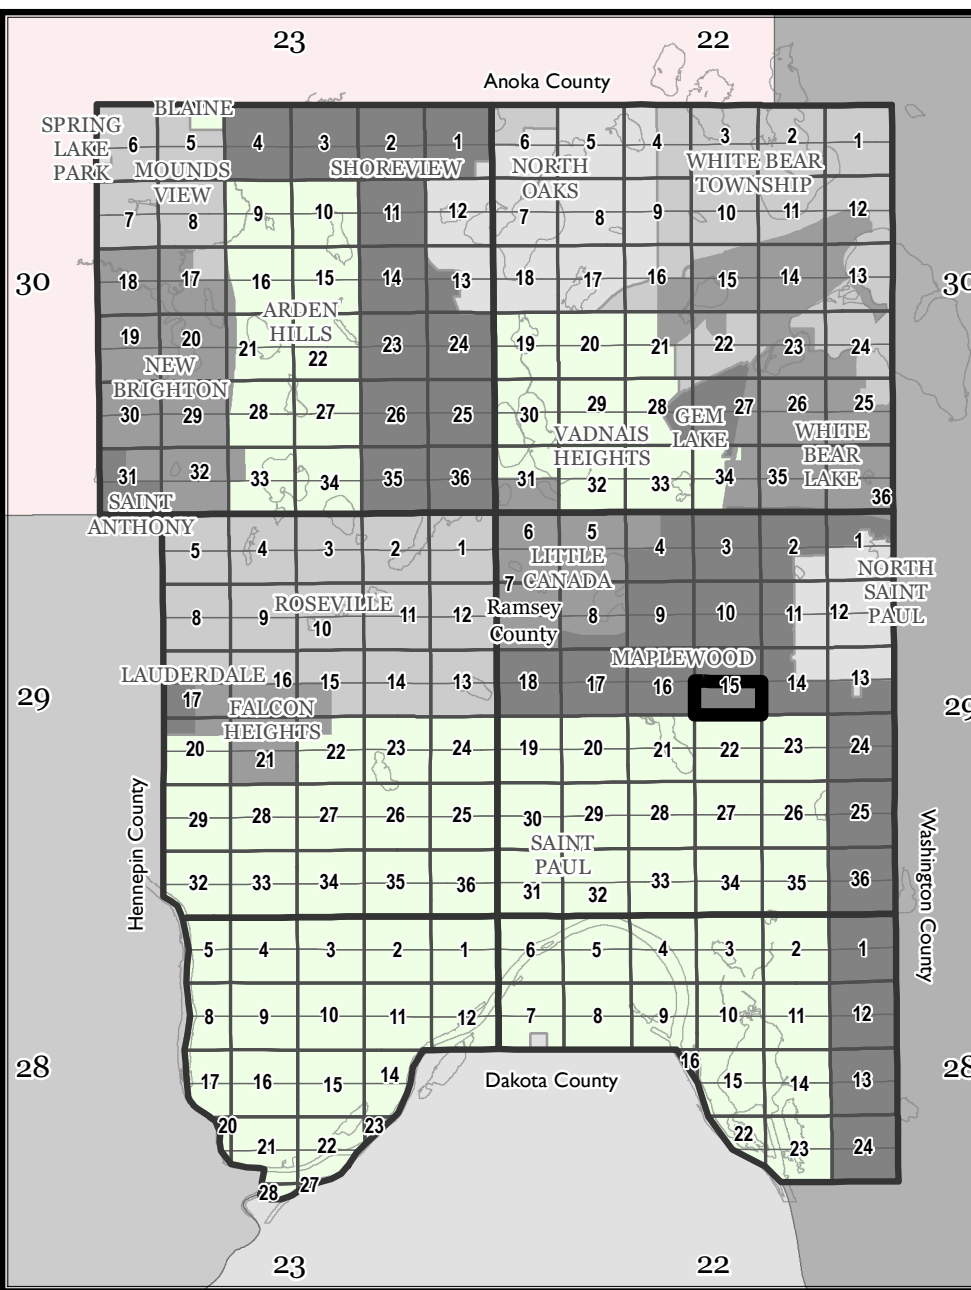 23 22
Anoka County
BLAINE
SPRING
LAKE
PARK
6 5 4 3 2 1 6 5 4 3 2 1
MOUNDS
VIEW
SHOREVIEW
NORTH
OAKS
WHITE BEAR
TOWNSHIP
7 8 9 10 11 12 7 8 9 10 11 12
30 18 17 16 15 14 13 18 17 16 15 14 13 30
ARDEN
HILLS
19 20 21 22 23 24 19 20 21 22 23 24
NEW
BRIGHTON
30 29 28 27 26 25 30 29 28 27 26 25
GEM
LAKE
VADNAIS
HEIGHTS
WHITE
BEAR
LAKE
31 32 33 34 35 36 31 32 33 34 35 36
SAINT
ANTHONY
5 4 3 2 1 6 5 4 3 2 1
LITTLE
CANADA
NORTH
SAINT
PAUL
8 9 10 11 12 7 8 9 10 11 12
ROSEVILLE
Ramsey
County
MAPLEWOOD
LAUDERDALE
29 17 16 15 14 13 18 17 16 15 14 13 29
FALCON
HEIGHTS
20 21 22 23 24 19 20 21 22 23 24
Hennepin County
29 28 27 26 25 30 29 28 27 26 25
Washington County
SAINT
PAUL
32 33 34 35 36 31 32 33 34 35 36
5 4 3 2 1 6 5 4 3 2 1
8 9 10 11 12 7 8 9 10 11 12
28 17 16 15 14 16 15 14 13 28
Dakota County
20 21 22 23 22 23 24
28 27
23 22